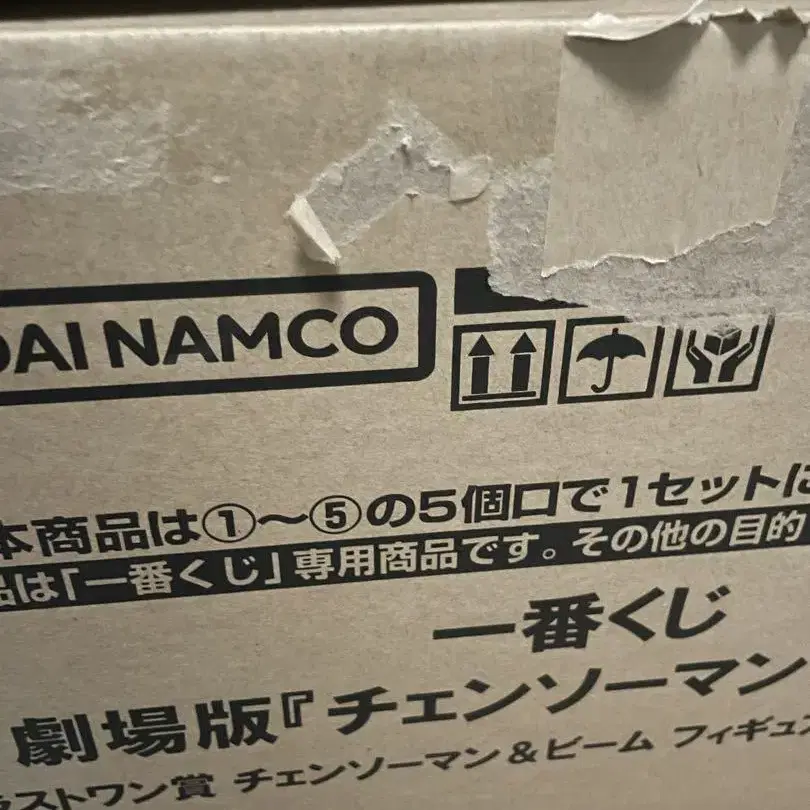 DAI NAMCO
本商品は①～⑤の5個口で1セットに
品は「一番くじ」専用商品です。その他の目的
一番くじ
劇場版『チェンソーマン
ラストワン賞 チェンソーマン＆ビーム フィギュ